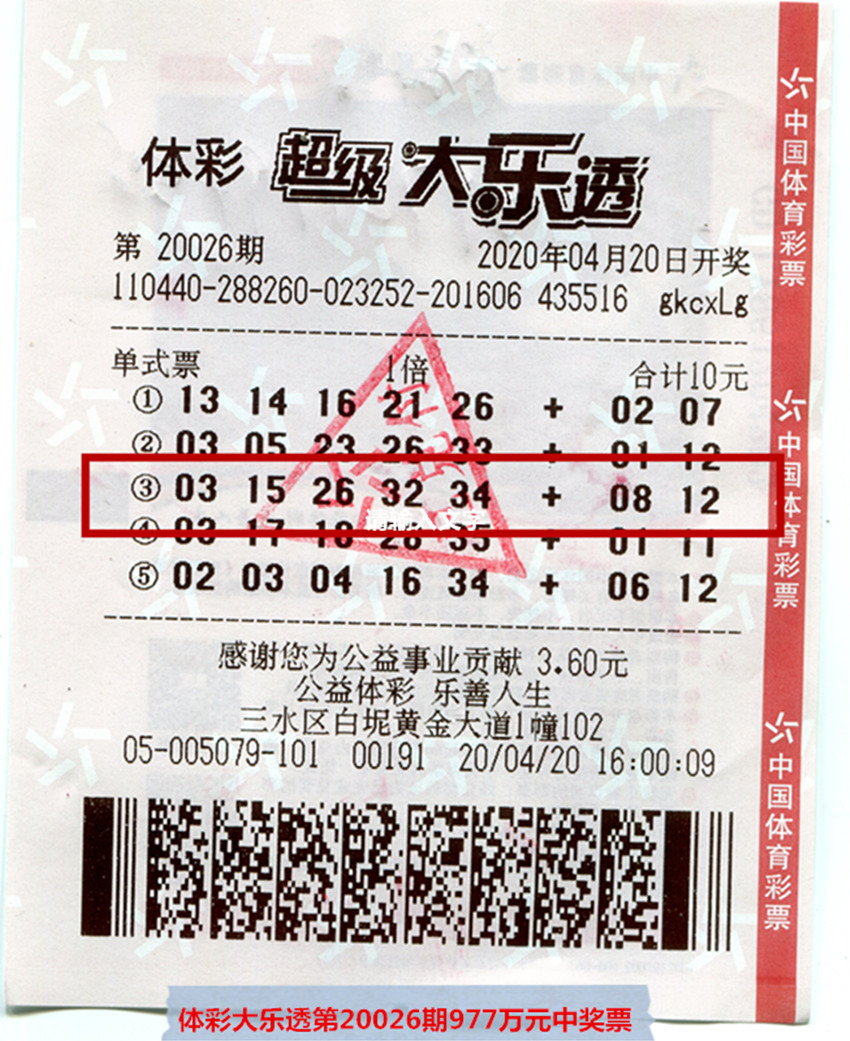 体彩 超级大乐透
第 20026期 2020年04月20日开奖
110440-288260-023252-201606 435516 gkcxLg
单式票 1倍 合计10元
① 13 14 16 21 26 + 02 07
② 03 05 23 26 33 + 01 12
③ 03 15 26 32 34 + 08 12
请输入文字
④ 03 17 18 28 35 + 01 11
⑤ 02 03 04 16 34 + 06 12
感谢您为公益事业贡献 3.60元
公益体彩 乐善人生
三水区白坭黄金大道1幢102
05-005079-101 00191 20/04/20 16:00:09
中国体育彩票
中国体育彩票
中国体育彩票
体彩大乐透第20026期977万元中奖票